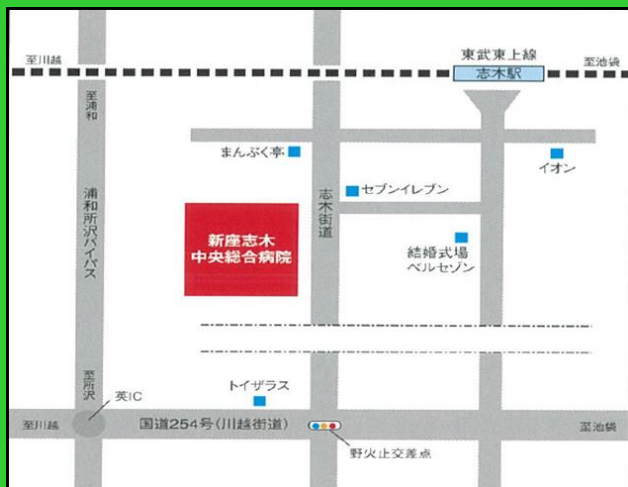 東武東上線
至川越
至池袋
志木駅
至浦和
まんぷく亭
イオン
セブンイレブン
志木街道
浦和所沢バイパス
新座志木
中央総合病院
結婚式場
ベルセゾン
至所沢
トイザラス
英IC
至川越
国道254号(川越街道)
至池袋
野火止交差点